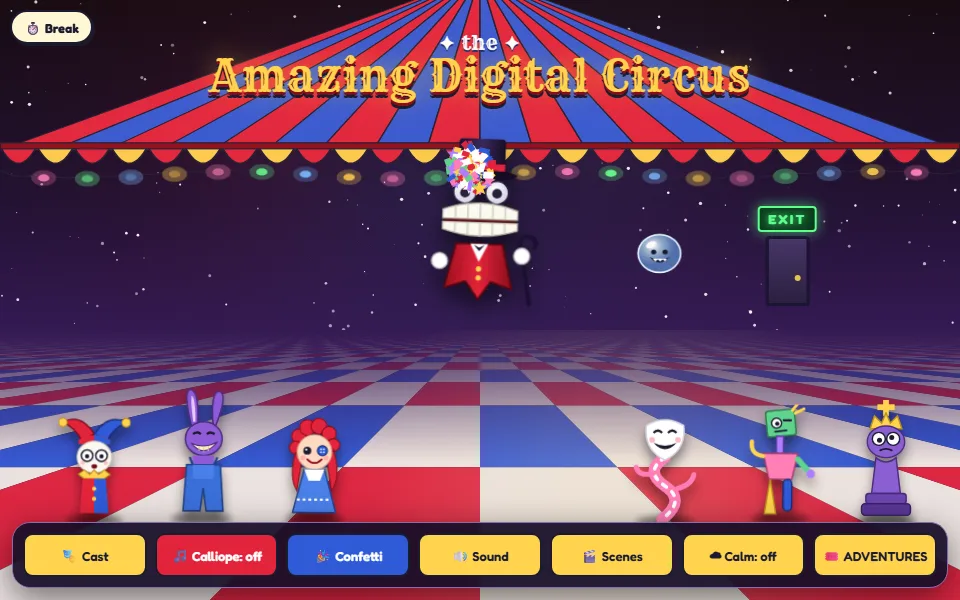 Break
✦ the ✦
Amazing Digital Circus
EXIT
Cast
Calliope: off
Confetti
Sound
Scenes
Calm: off
ADVENTURES